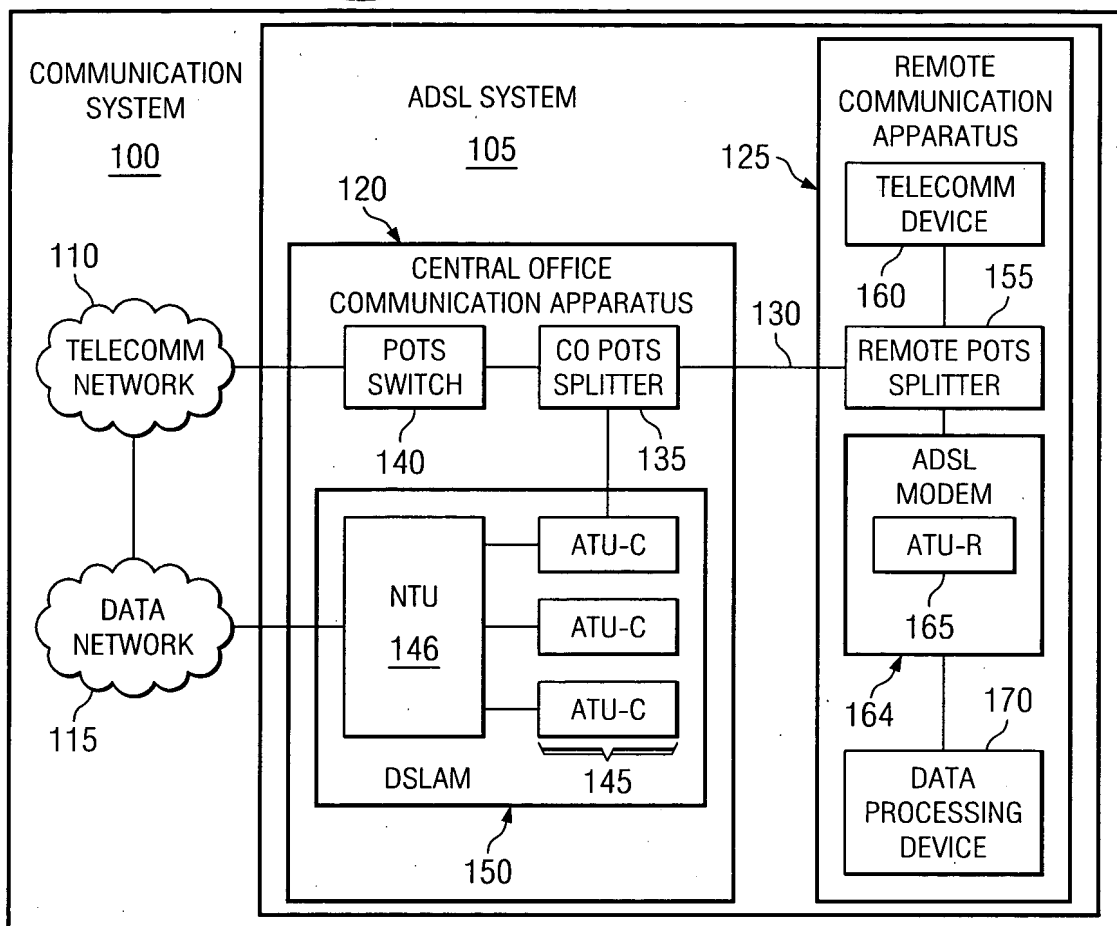 COMMUNICATION
SYSTEM
100
ADSL SYSTEM
105
REMOTE
COMMUNICATION
APPARATUS
125
TELECOMM
DEVICE
160
155
120
CENTRAL OFFICE
COMMUNICATION APPARATUS
110
TELECOMM
NETWORK
POTS
SWITCH
140
CO POTS
SPLITTER
135
130
REMOTE POTS
SPLITTER
ADSL
MODEM
ATU-R
165
164
170
DATA
PROCESSING
DEVICE
DATA
NETWORK
115
NTU
146
ATU-C
ATU-C
ATU-C
145
DSLAM
150